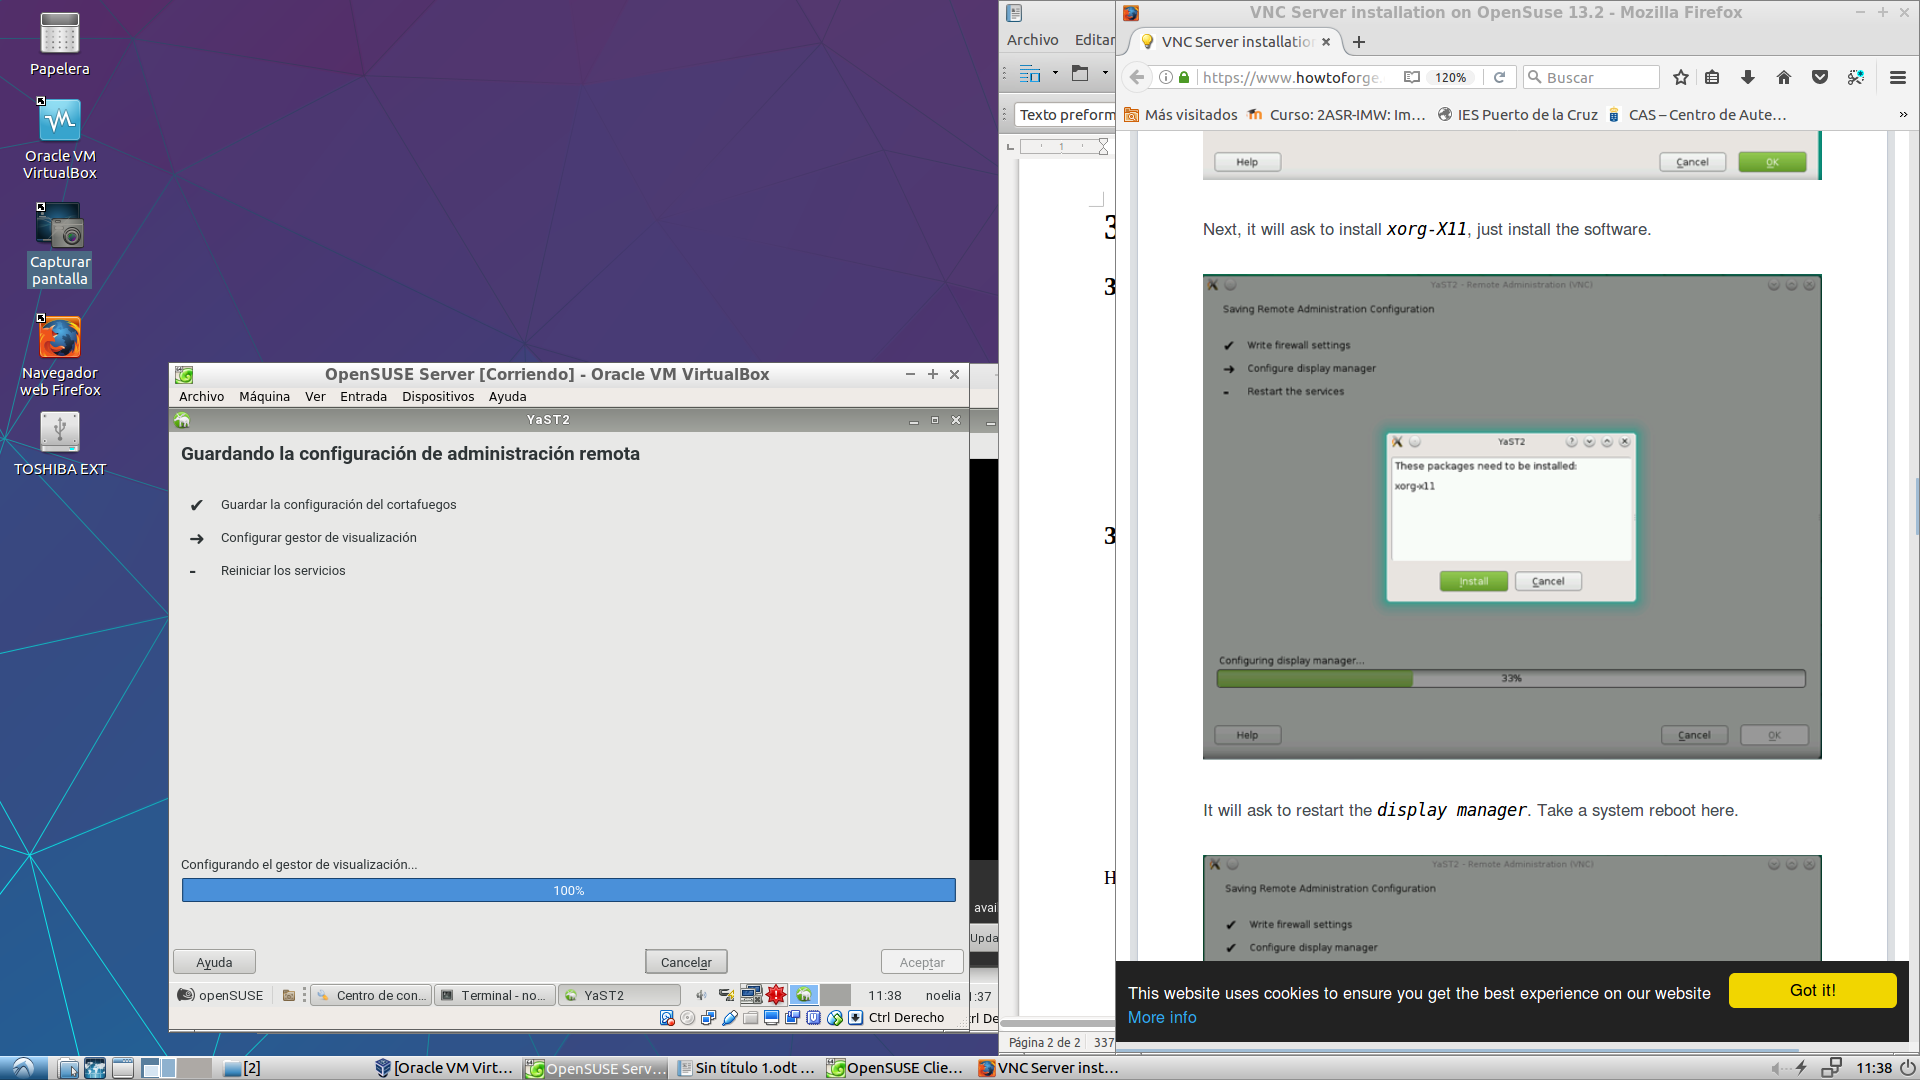 Papelera
Oracle VM
VirtualBox
Capturar
pantalla
Navegador
web Firefox
TOSHIBA EXT
OpenSUSE Server [Corriendo] - Oracle VM VirtualBox
Archivo Máquina Ver Entrada Dispositivos Ayuda
YaST2
Guardando la configuración de administración remota
Guardar la configuración del cortafuegos
Configurar gestor de visualización
- Reiniciar los servicios
Configurando el gestor de visualización...
100%
Ayuda Cancelar Aceptar
openSUSE Centro de con... Terminal - no... YaST2 11:38 noelia
Ctrl Derecho
avai
Upda
1:37
trl De
Archivo Editar
Texto preform
1
3
3
3
H
Página 2 de 2 337
VNC Server installation on OpenSuse 13.2 - Mozilla Firefox
VNC Server installation
https://www.howtoforge. 120% Buscar
Más visitados Curso: 2ASR-IMW: Im... IES Puerto de la Cruz CAS – Centro de Aute... »
Help Cancel OK
Next, it will ask to install xorg-X11, just install the software.
YaST2 - Remote Administration (VNC)
Saving Remote Administration Configuration
Write firewall settings
Configure display manager
- Restart the services
YaST2
These packages need to be installed:
xorg-x11
Install Cancel
Configuring display manager...
33%
Help Cancel OK
It will ask to restart the display manager. Take a system reboot here.
YaST2 - Remote Administration (VNC)
Saving Remote Administration Configuration
Write firewall settings
Configure display manager
This website uses cookies to ensure you get the best experience on our website
More info
Got it!
[2] [Oracle VM Virt... OpenSUSE Serv... Sin título 1.odt ... OpenSUSE Clie... VNC Server inst... 11:38